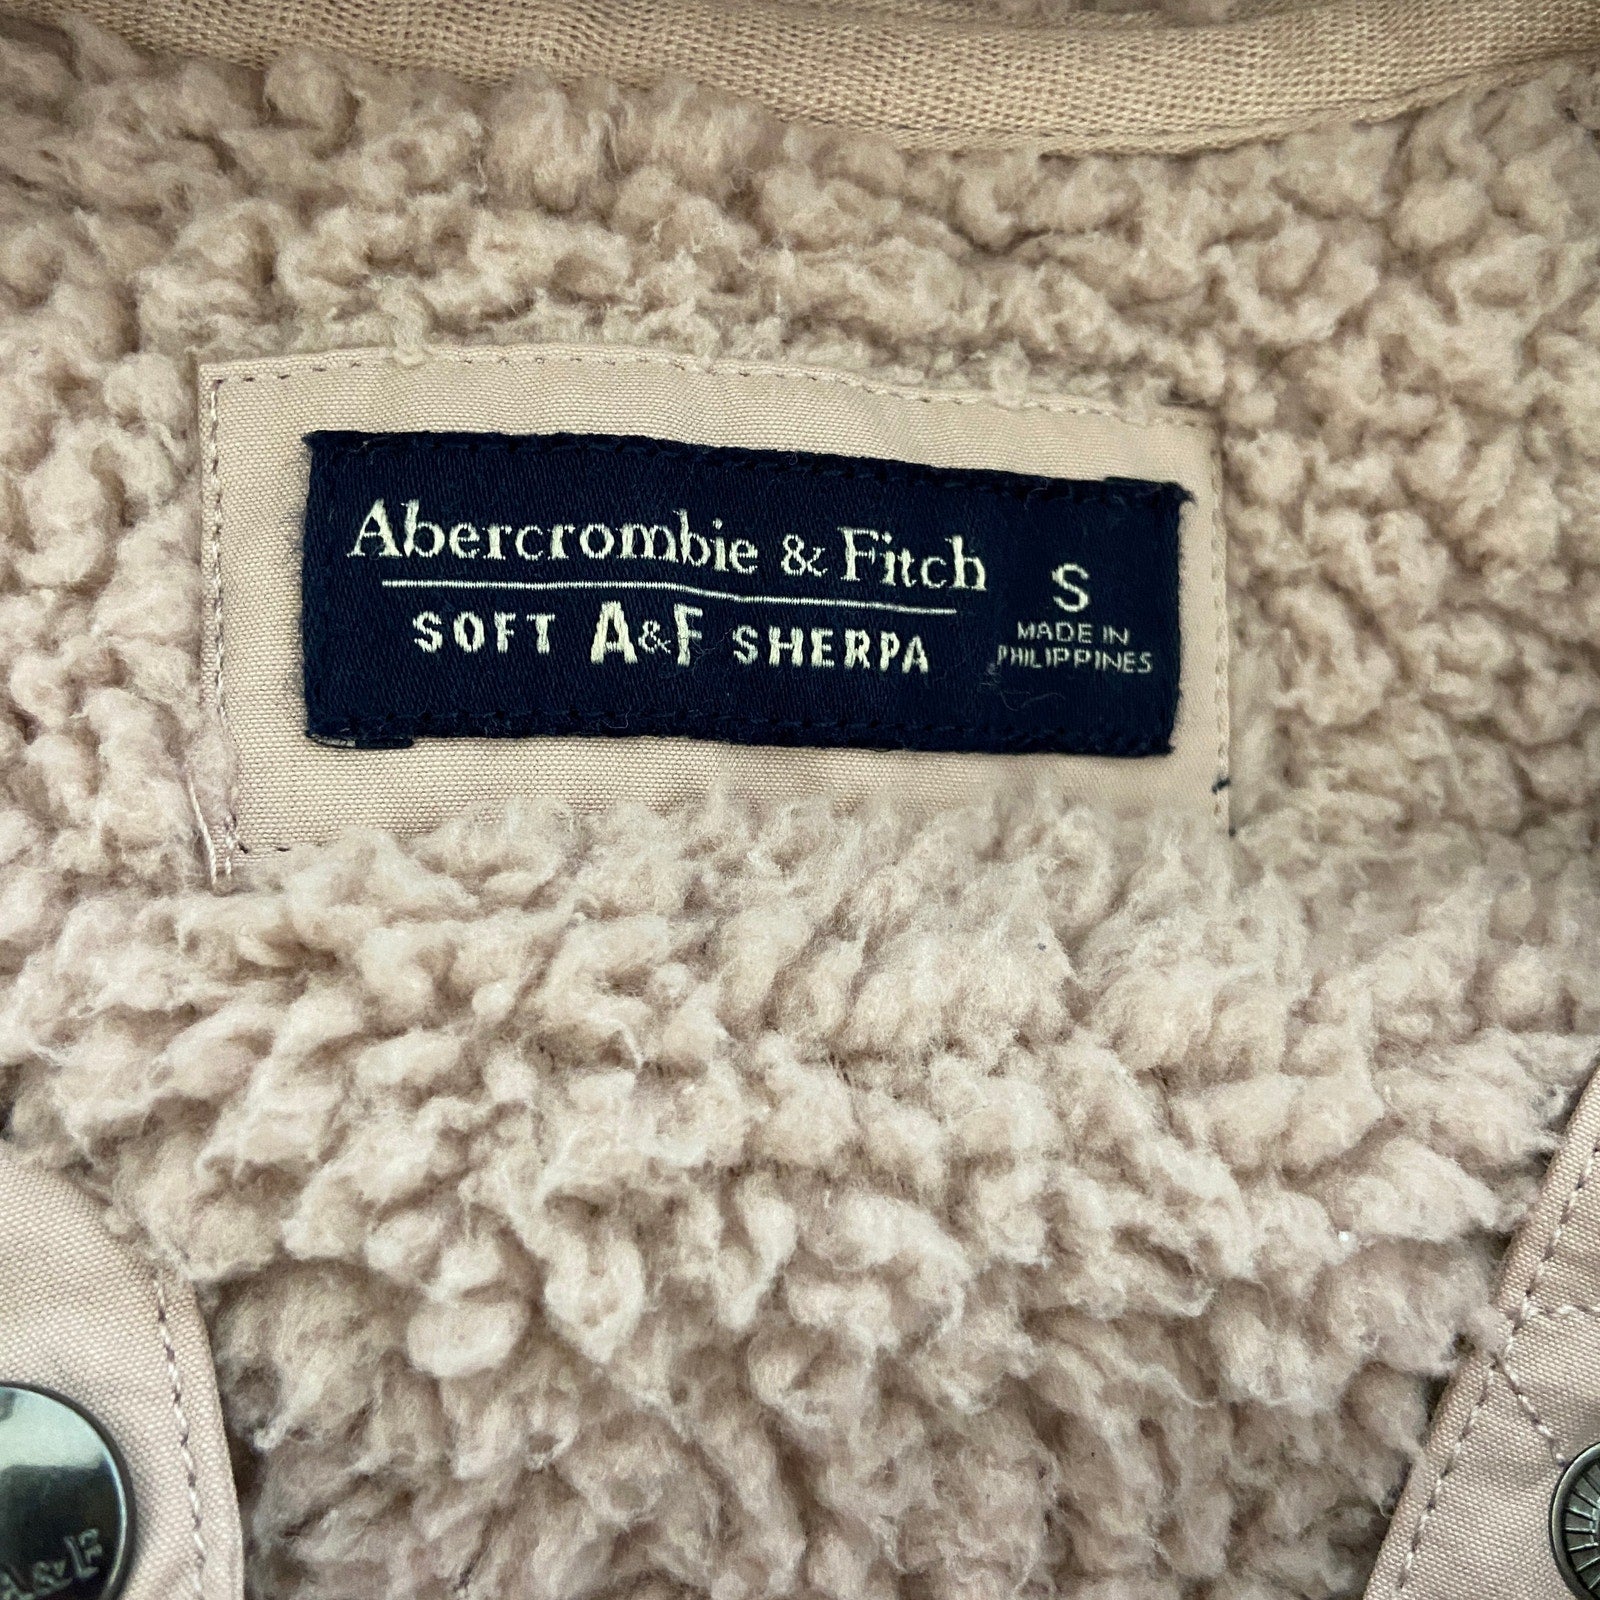 Abercrombie & Fitch
SOFT A&F SHERPA
S
MADE IN
PHILIPPINES
A&F